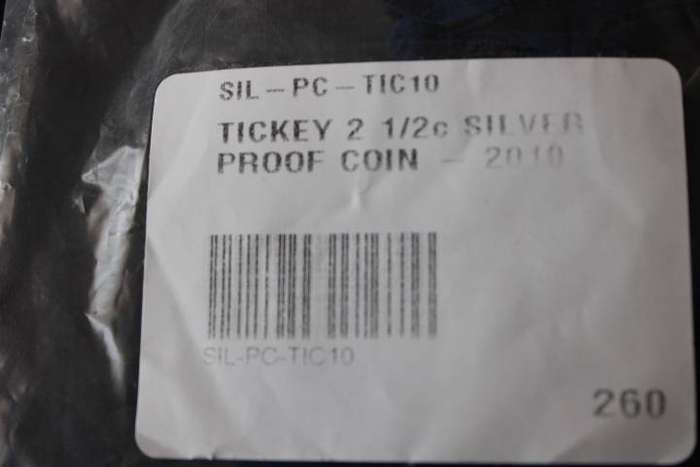 SIL-PC-TIC10
TICKEY 2 1/2c SILVER
PROOF COIN - 2010
SIL-PC-TIC10
260